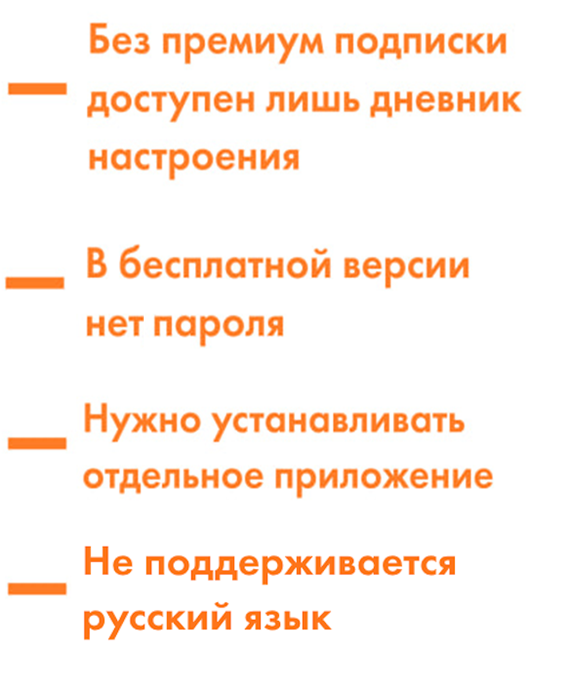 Без премиум подписки
доступен лишь дневник
настроения
В бесплатной версии
нет пароля
Нужно устанавливать
отдельное приложение
Не поддерживается
русский язык